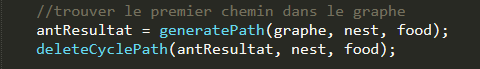 //trouver le premier chemin dans le graphe
antResultat = generatePath(graphe, nest, food);
deleteCyclePath(antResultat, nest, food);